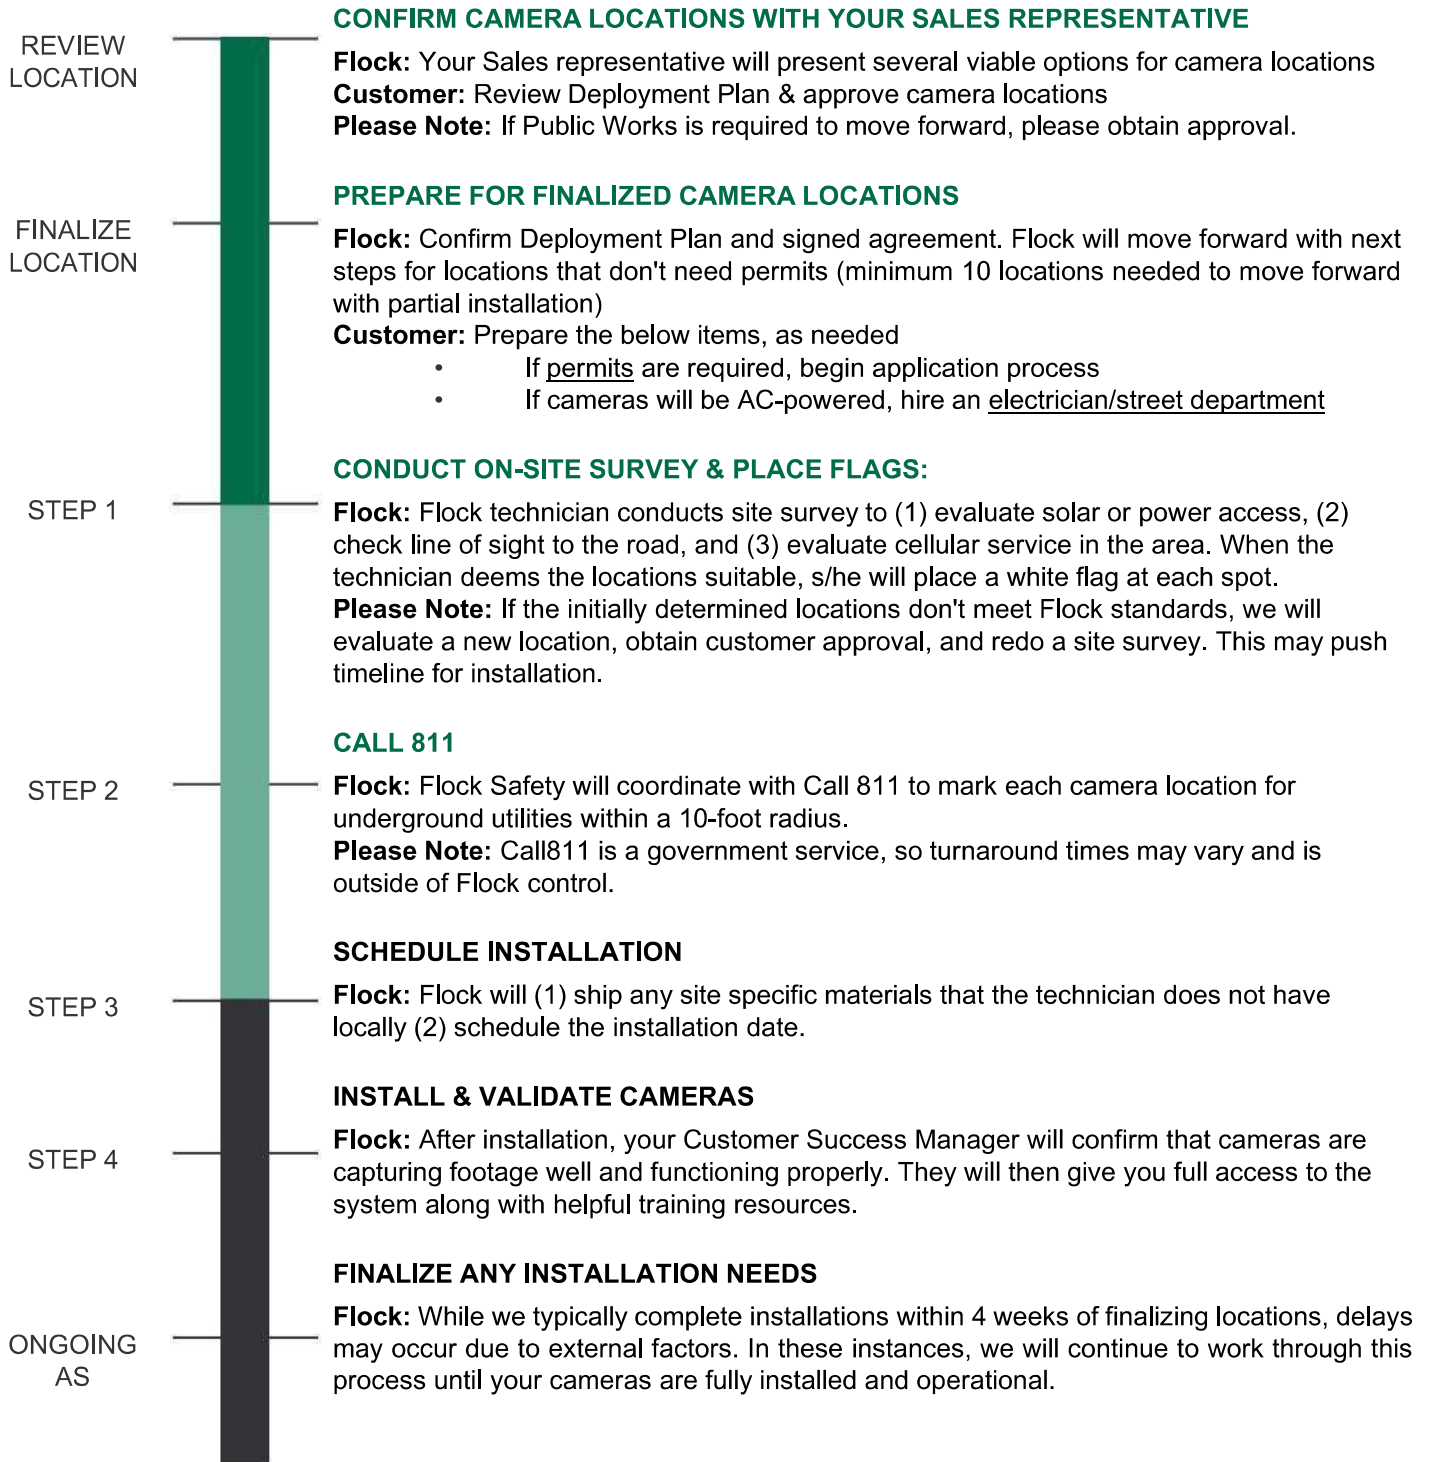 CONFIRM CAMERA LOCATIONS WITH YOUR SALES REPRESENTATIVE
REVIEW
LOCATION
Flock: Your Sales representative will present several viable options for camera locations
Customer: Review Deployment Plan & approve camera locations
Please Note: If Public Works is required to move forward, please obtain approval.
PREPARE FOR FINALIZED CAMERA LOCATIONS
FINALIZE
LOCATION
Flock: Confirm Deployment Plan and signed agreement. Flock will move forward with next
steps for locations that don't need permits (minimum 10 locations needed to move forward
with partial installation)
Customer: Prepare the below items, as needed
• If permits are required, begin application process
• If cameras will be AC-powered, hire an electrician/street department
CONDUCT ON-SITE SURVEY & PLACE FLAGS:
STEP 1
Flock: Flock technician conducts site survey to (1) evaluate solar or power access, (2)
check line of sight to the road, and (3) evaluate cellular service in the area. When the
technician deems the locations suitable, s/he will place a white flag at each spot.
Please Note: If the initially determined locations don't meet Flock standards, we will
evaluate a new location, obtain customer approval, and redo a site survey. This may push
timeline for installation.
CALL 811
STEP 2
Flock: Flock Safety will coordinate with Call 811 to mark each camera location for
underground utilities within a 10-foot radius.
Please Note: Call811 is a government service, so turnaround times may vary and is
outside of Flock control.
SCHEDULE INSTALLATION
STEP 3
Flock: Flock will (1) ship any site specific materials that the technician does not have
locally (2) schedule the installation date.
INSTALL & VALIDATE CAMERAS
STEP 4
Flock: After installation, your Customer Success Manager will confirm that cameras are
capturing footage well and functioning properly. They will then give you full access to the
system along with helpful training resources.
FINALIZE ANY INSTALLATION NEEDS
ONGOING
AS
Flock: While we typically complete installations within 4 weeks of finalizing locations, delays
may occur due to external factors. In these instances, we will continue to work through this
process until your cameras are fully installed and operational.